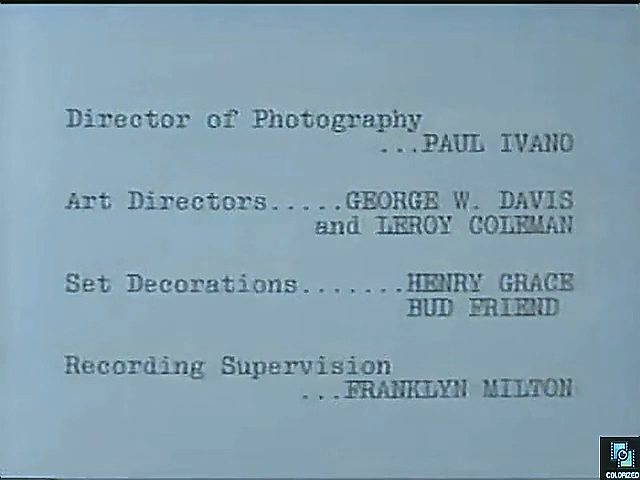 Director of Photography
...PAUL IVANO
Art Directors.....GEORGE W. DAVIS
and LEROY COLEMAN
Set Decorations.......HENRY GRACE
BUD FRIEND
Recording Supervision
...FRANKLYN MILTON
COLORIZED